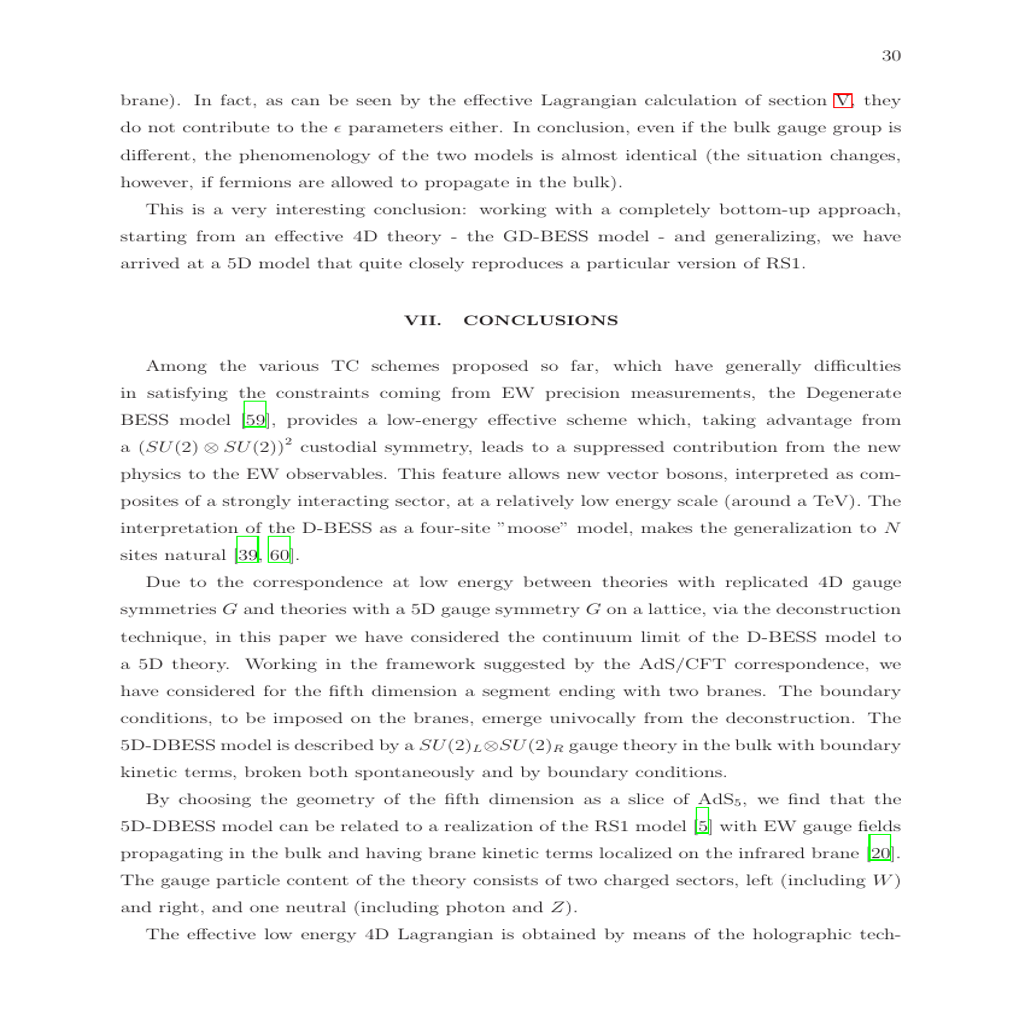 30
brane). In fact, as can be seen by the effective Lagrangian calculation of section V, they
do not contribute to the ϵ parameters either. In conclusion, even if the bulk gauge group is
different, the phenomenology of the two models is almost identical (the situation changes,
however, if fermions are allowed to propagate in the bulk).
This is a very interesting conclusion: working with a completely bottom-up approach,
starting from an effective 4D theory - the GD-BESS model - and generalizing, we have
arrived at a 5D model that quite closely reproduces a particular version of RS1.
VII. CONCLUSIONS
Among the various TC schemes proposed so far, which have generally difficulties
in satisfying the constraints coming from EW precision measurements, the Degenerate
BESS model [59], provides a low-energy effective scheme which, taking advantage from
a (SU(2) ⊗ SU(2))² custodial symmetry, leads to a suppressed contribution from the new
physics to the EW observables. This feature allows new vector bosons, interpreted as com-
posites of a strongly interacting sector, at a relatively low energy scale (around a TeV). The
interpretation of the D-BESS as a four-site ”moose” model, makes the generalization to N
sites natural [39, 60].
Due to the correspondence at low energy between theories with replicated 4D gauge
symmetries G and theories with a 5D gauge symmetry G on a lattice, via the deconstruction
technique, in this paper we have considered the continuum limit of the D-BESS model to
a 5D theory. Working in the framework suggested by the AdS/CFT correspondence, we
have considered for the fifth dimension a segment ending with two branes. The boundary
conditions, to be imposed on the branes, emerge univocally from the deconstruction. The
5D-DBESS model is described by a SU(2)L⊗SU(2)R gauge theory in the bulk with boundary
kinetic terms, broken both spontaneously and by boundary conditions.
By choosing the geometry of the fifth dimension as a slice of AdS₅, we find that the
5D-DBESS model can be related to a realization of the RS1 model [5] with EW gauge fields
propagating in the bulk and having brane kinetic terms localized on the infrared brane [20].
The gauge particle content of the theory consists of two charged sectors, left (including W)
and right, and one neutral (including photon and Z).
The effective low energy 4D Lagrangian is obtained by means of the holographic tech-